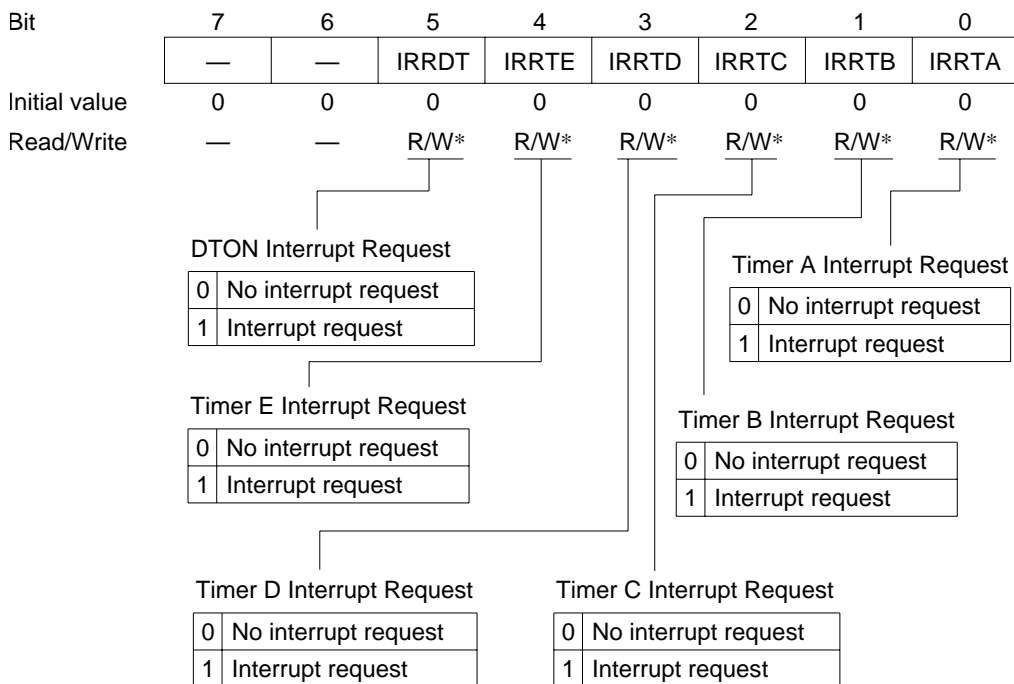 Bit 7 6 5 4 3 2 1 0
— — IRRDT IRRTE IRRTD IRRTC IRRTB IRRTA
Initial value 0 0 0 0 0 0 0 0
Read/Write — — R/W* R/W* R/W* R/W* R/W* R/W*
DTON Interrupt Request
0 No interrupt request
1 Interrupt request
Timer A Interrupt Request
0 No interrupt request
1 Interrupt request
Timer E Interrupt Request
0 No interrupt request
1 Interrupt request
Timer B Interrupt Request
0 No interrupt request
1 Interrupt request
Timer D Interrupt Request
0 No interrupt request
1 Interrupt request
Timer C Interrupt Request
0 No interrupt request
1 Interrupt request